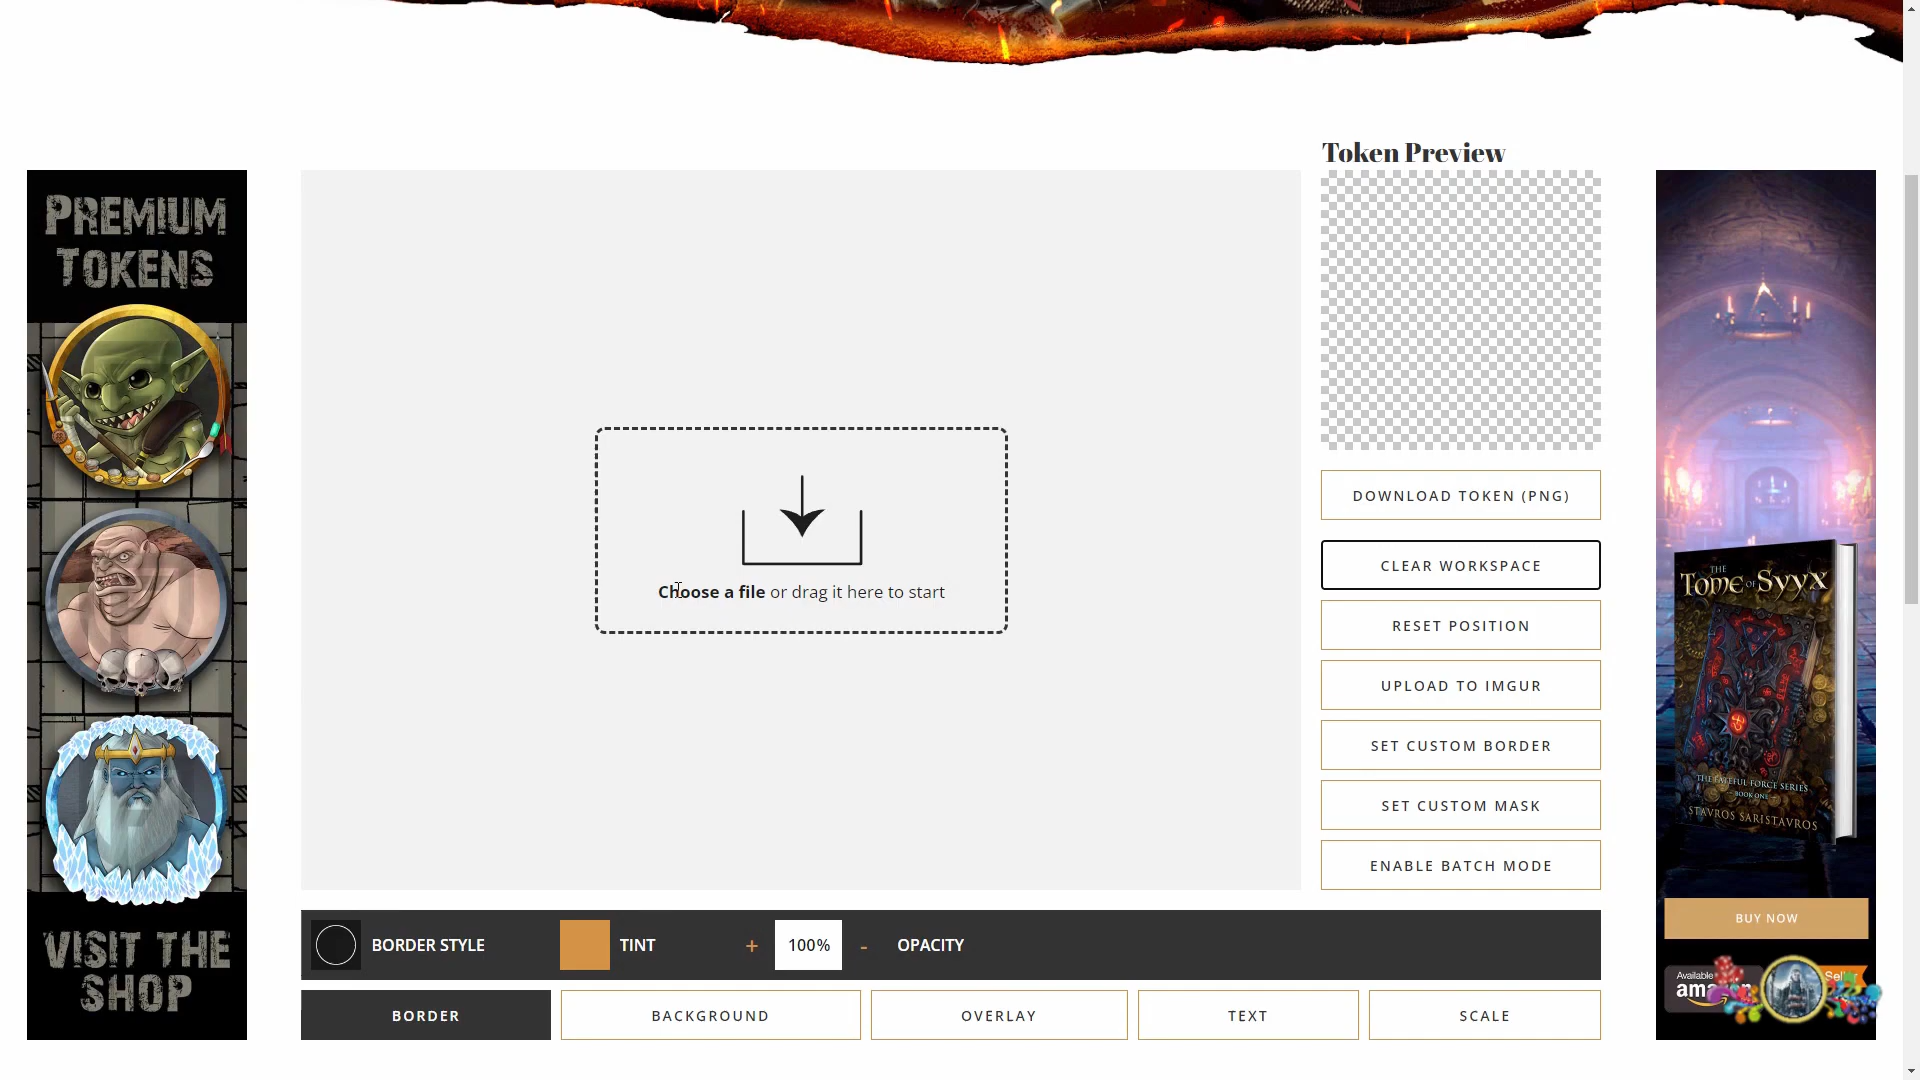 Token Preview
PREMIUM
TOKENS
VISIT THE
SHOP
Choose a file or drag it here to start
DOWNLOAD TOKEN (PNG)
CLEAR WORKSPACE
RESET POSITION
UPLOAD TO IMGUR
SET CUSTOM BORDER
SET CUSTOM MASK
ENABLE BATCH MODE
BORDER STYLE
TINT
+
100%
-
OPACITY
BORDER
BACKGROUND
OVERLAY
TEXT
SCALE
THE
TOME OF SYYX
THE FATEFUL FORCE SERIES
- BOOK ONE -
STAVROS SARISTAVROS
BUY NOW
Available